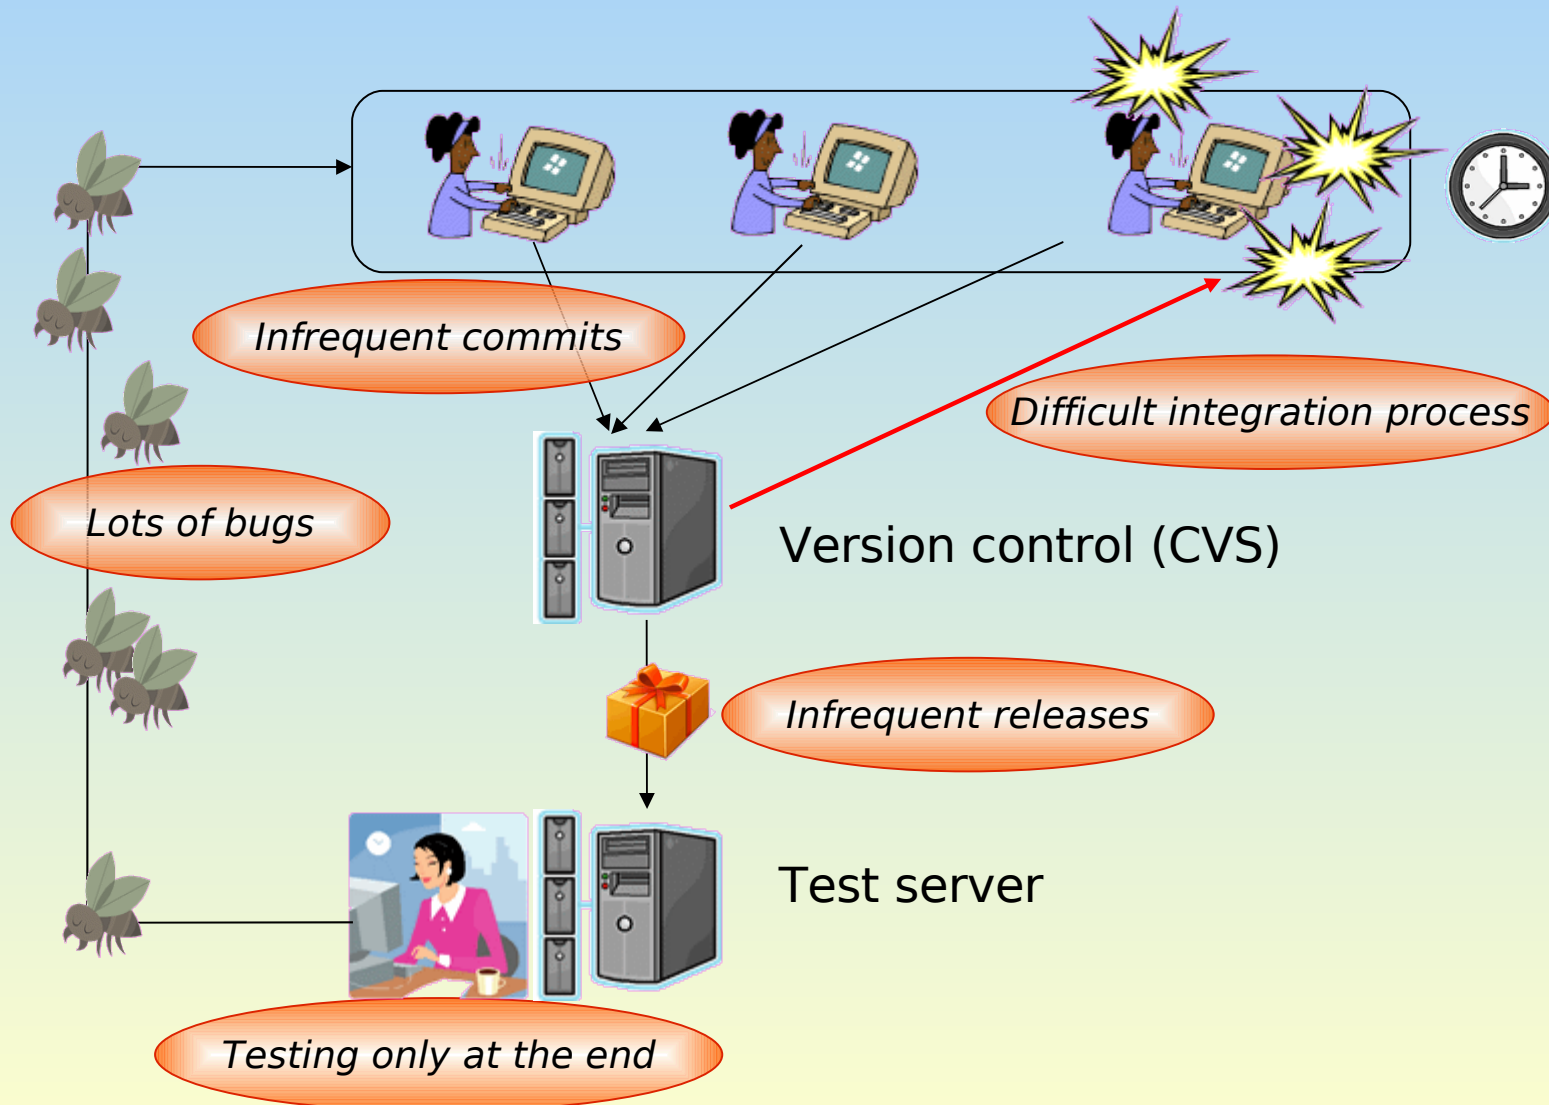 Infrequent commits
Difficult integration process
Lots of bugs
Version control (CVS)
Infrequent releases
Test server
Testing only at the end